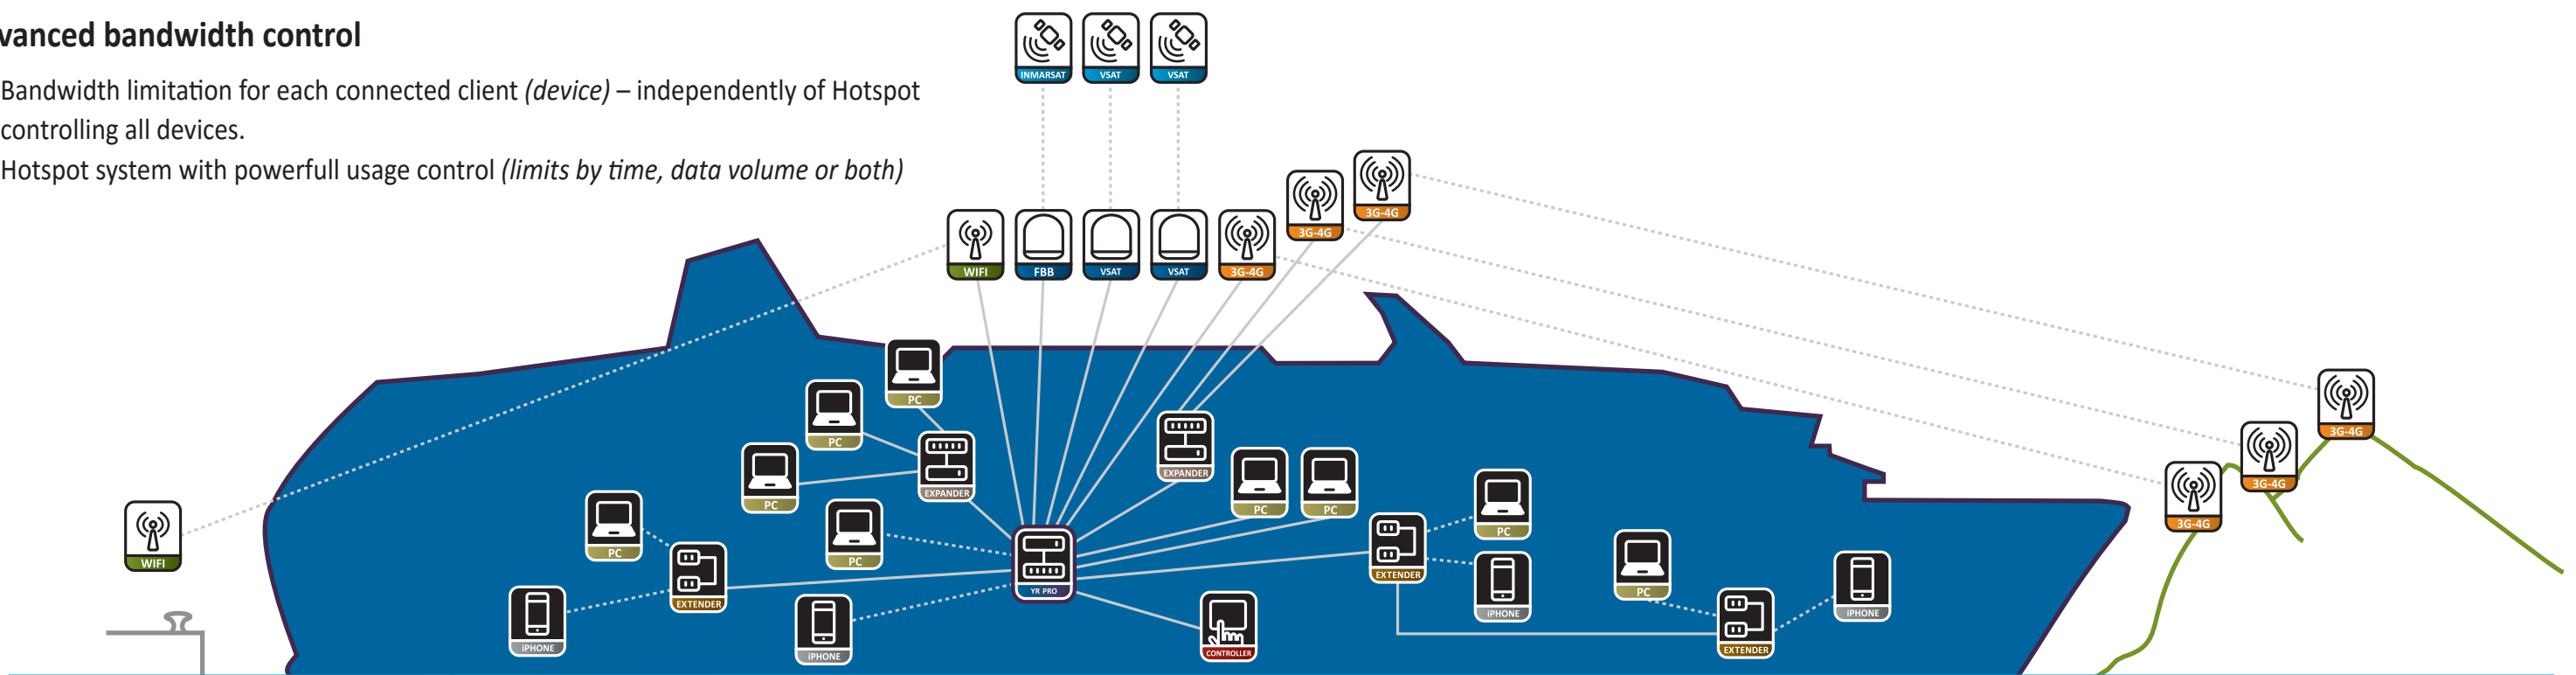 vanced bandwidth control
Bandwidth limitation for each connected client (device) – independently of Hotspot
controlling all devices.
Hotspot system with powerfull usage control (limits by time, data volume or both)
INMARSAT
VSAT
VSAT
3G-4G
3G-4G
WIFI
FBB
VSAT
VSAT
3G-4G
PC
PC
PC
EXPANDER
EXPANDER
PC
PC
3G-4G
3G-4G
3G-4G
WIFI
PC
PC
PC
EXTENDER
EXTENDER
YR PRO
PC
iPHONE
iPHONE
EXTENDER
iPHONE
iPHONE
CONTROLLER